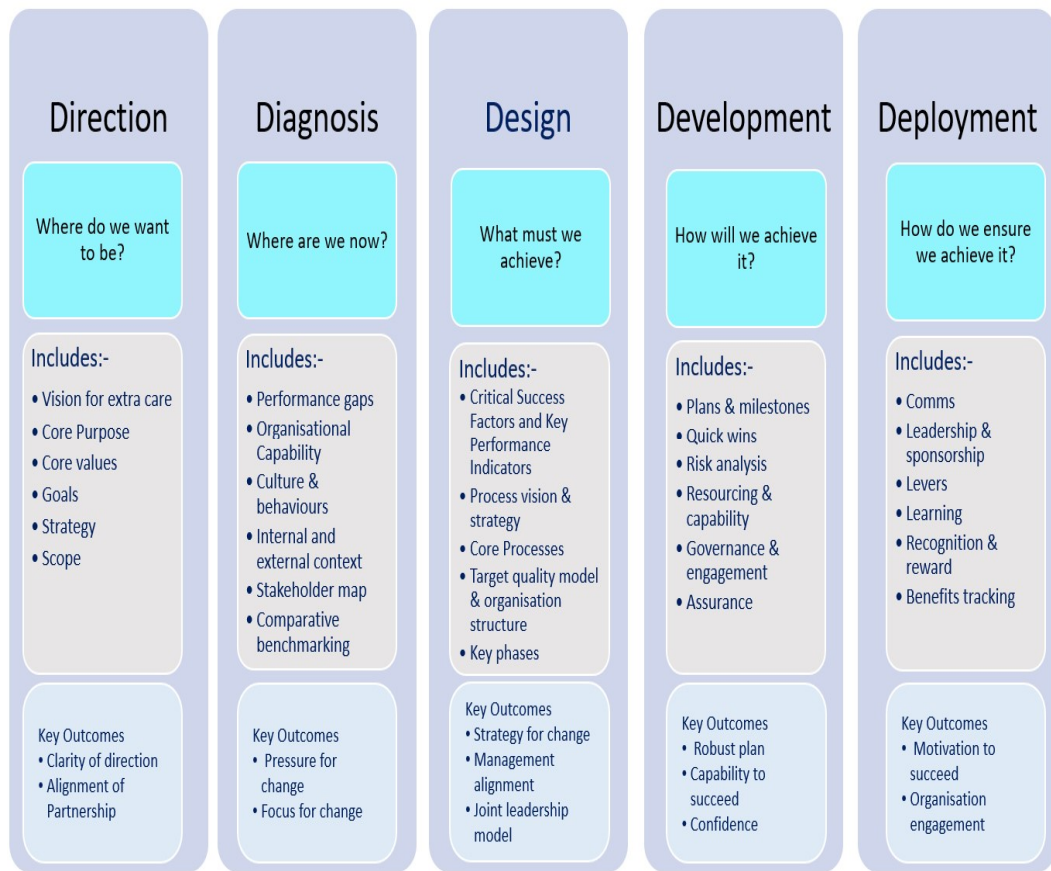 Direction
Where do we want
to be?
Includes:-
• Vision for extra care
• Core Purpose
• Core values
• Goals
• Strategy
• Scope
Key Outcomes
• Clarity of direction
• Alignment of
Partnership
Diagnosis
Where are we now?
Includes:-
• Performance gaps
• Organisational
Capability
• Culture &
behaviours
• Internal and
external context
• Stakeholder map
• Comparative
benchmarking
Key Outcomes
• Pressure for
change
• Focus for change
Design
What must we
achieve?
Includes:-
• Critical Success
Factors and Key
Performance
Indicators
• Process vision &
strategy
• Core Processes
• Target quality model
& organisation
structure
• Key phases
Key Outcomes
• Strategy for change
• Management
alignment
• Joint leadership
model
Development
How will we achieve
it?
Includes:-
• Plans & milestones
• Quick wins
• Risk analysis
• Resourcing &
capability
• Governance &
engagement
• Assurance
Key Outcomes
• Robust plan
• Capability to
succeed
• Confidence
Deployment
How do we ensure
we achieve it?
Includes:-
• Comms
• Leadership &
sponsorship
• Levers
• Learning
• Recognition &
reward
• Benefits tracking
Key Outcomes
• Motivation to
succeed
• Organisation
engagement